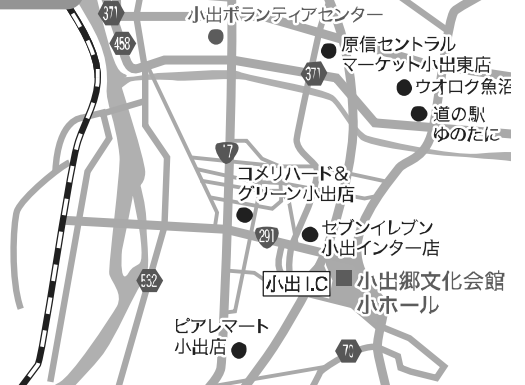 371
小出ボランティアセンター
458
原信セントラル
マーケット小出東店
371
ウオロク魚沼
道の駅
ゆのたに
17
コメリハード&
グリーン小出店
セブンイレブン
小出インター店
291
小出I.C
小出郷文化会館
小ホール
532
ピアレマート
小出店
70